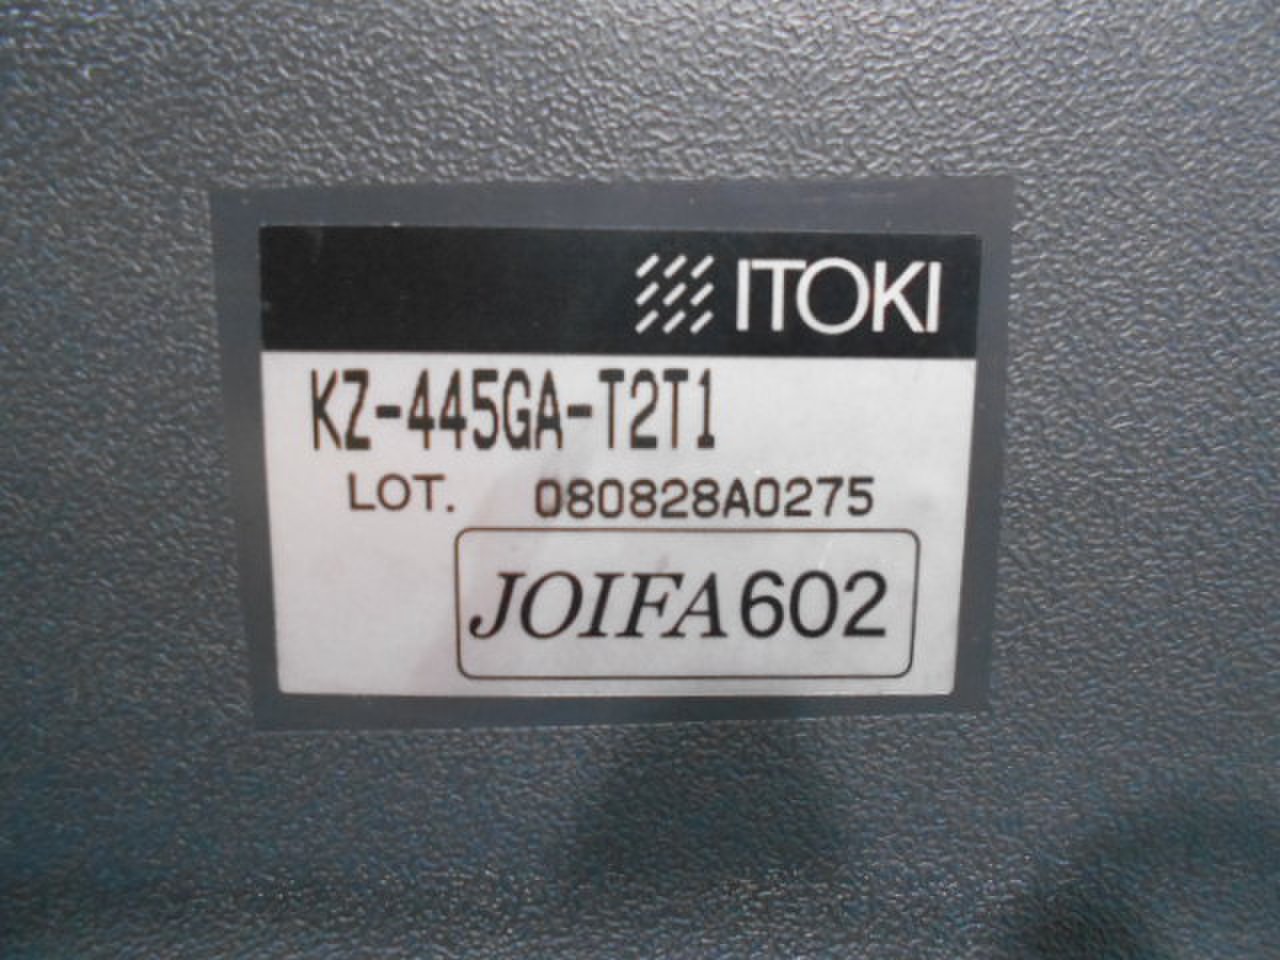 ITOKI
KZ-445GA-T2T1
LOT. 080828A0275
JOIFA602